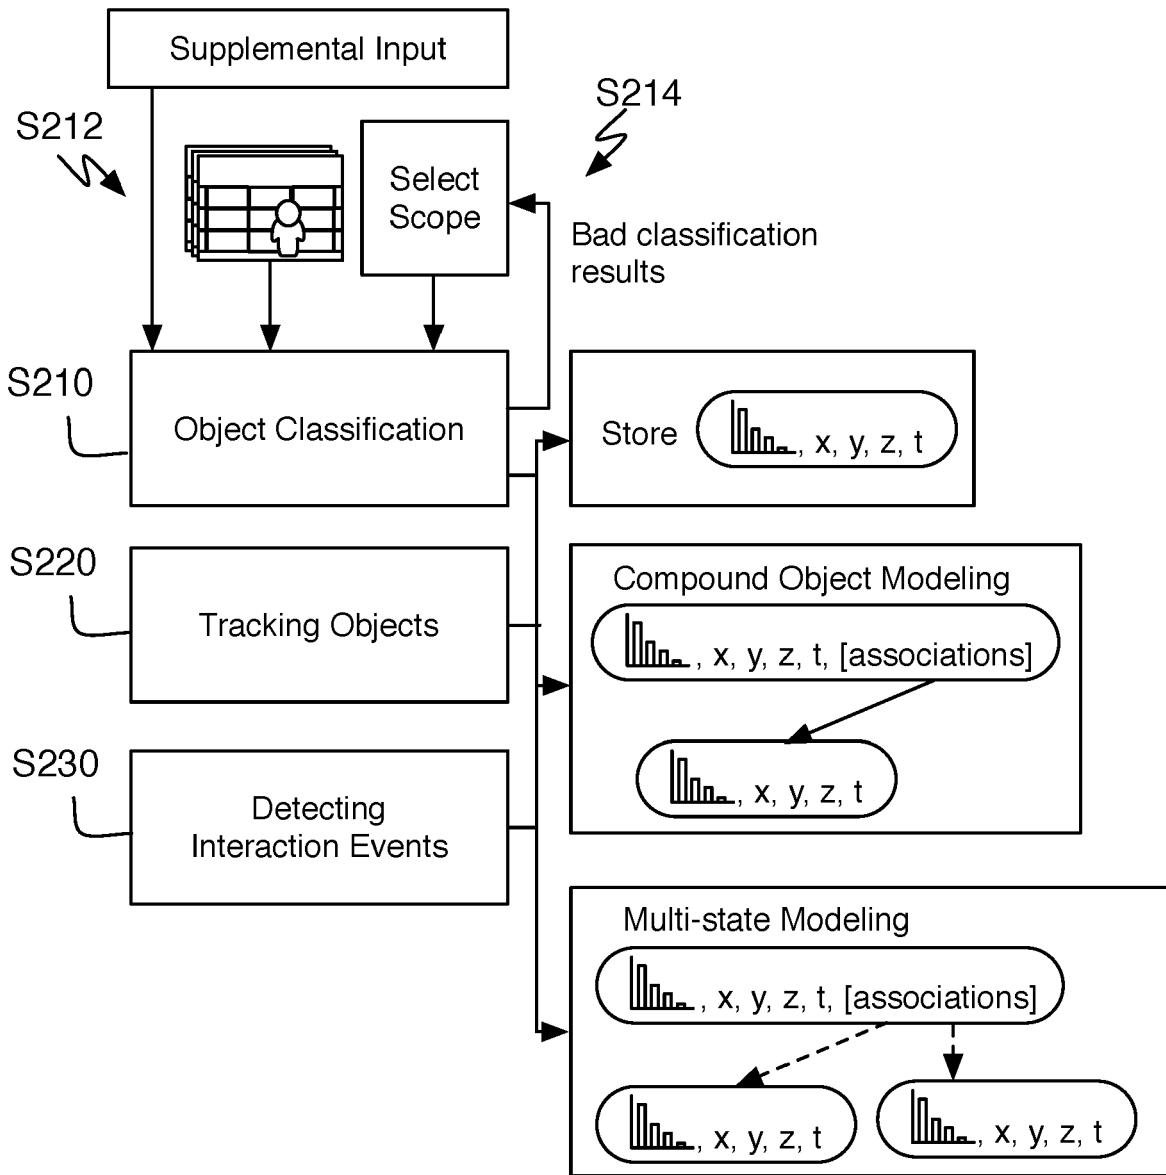 Supplemental Input
S214
S212
Select
Scope
Bad classification
results
S210
Object Classification
Store
, x, y, z, t
S220
Tracking Objects
Compound Object Modeling
, x, y, z, t, [associations]
, x, y, z, t
S230
Detecting
Interaction Events
Multi-state Modeling
, x, y, z, t, [associations]
, x, y, z, t
, x, y, z, t